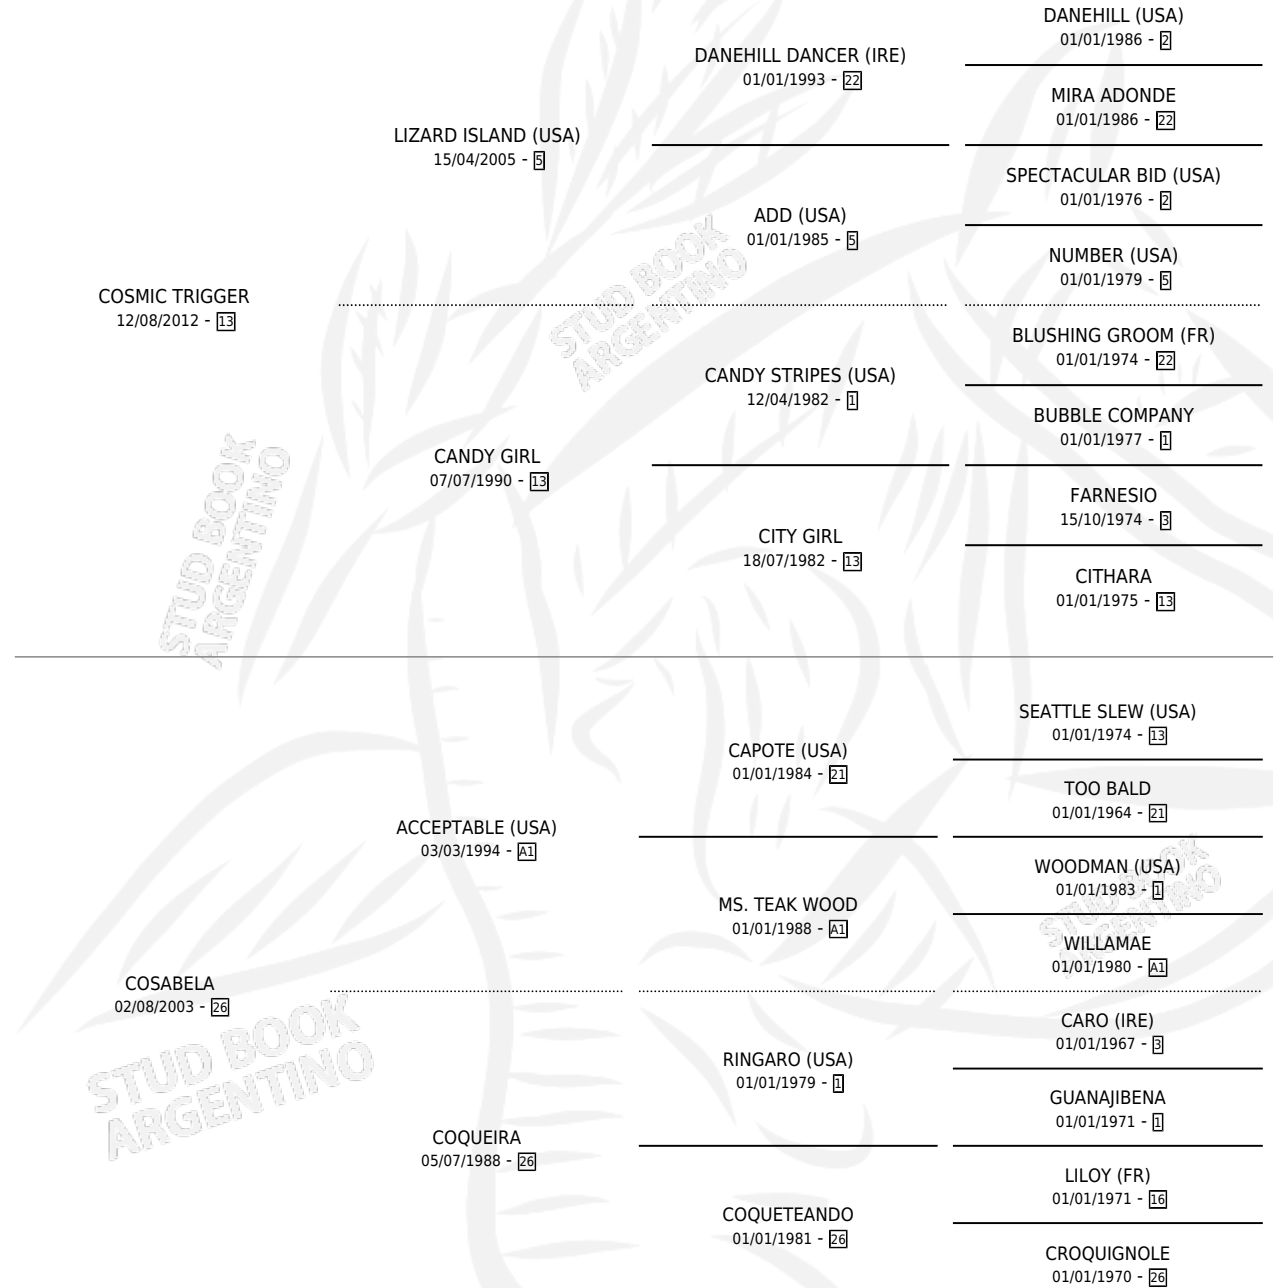 DANEHILL (USA)
01/01/1986 - 2
DANEHILL DANCER (IRE)
01/01/1993 - 22
MIRA ADONDE
01/01/1986 - 22
LIZARD ISLAND (USA)
15/04/2005 - 5
SPECTACULAR BID (USA)
01/01/1976 - 2
ADD (USA)
01/01/1985 - 5
NUMBER (USA)
01/01/1979 - 5
STUD BOOK
ARGENTINO
COSMIC TRIGGER
12/08/2012 - 13
BLUSHING GROOM (FR)
01/01/1974 - 22
CANDY STRIPES (USA)
12/04/1982 - 1
BUBBLE COMPANY
01/01/1977 - 1
CANDY GIRL
07/07/1990 - 13
FARNESIO
15/10/1974 - 3
CITY GIRL
18/07/1982 - 13
CITHARA
01/01/1975 - 13
STUD BOOK
ARGENTINO
SEATTLE SLEW (USA)
01/01/1974 - 13
CAPOTE (USA)
01/01/1984 - 21
TOO BALD
01/01/1964 - 21
ACCEPTABLE (USA)
03/03/1994 - A1
WOODMAN (USA)
01/01/1983 - 1
MS. TEAK WOOD
01/01/1988 - A1
WILLAMAE
01/01/1980 - A1
STUD BOOK
ARGENTINO
COSABELA
02/08/2003 - 26
CARO (IRE)
01/01/1967 - 3
RINGARO (USA)
01/01/1979 - 1
GUANAJIBENA
01/01/1971 - 1
STUD BOOK
ARGENTINO
COQUEIRA
05/07/1988 - 26
LILOY (FR)
01/01/1971 - 16
COQUETEANDO
01/01/1981 - 26
CROQUIGNOLE
01/01/1970 - 26